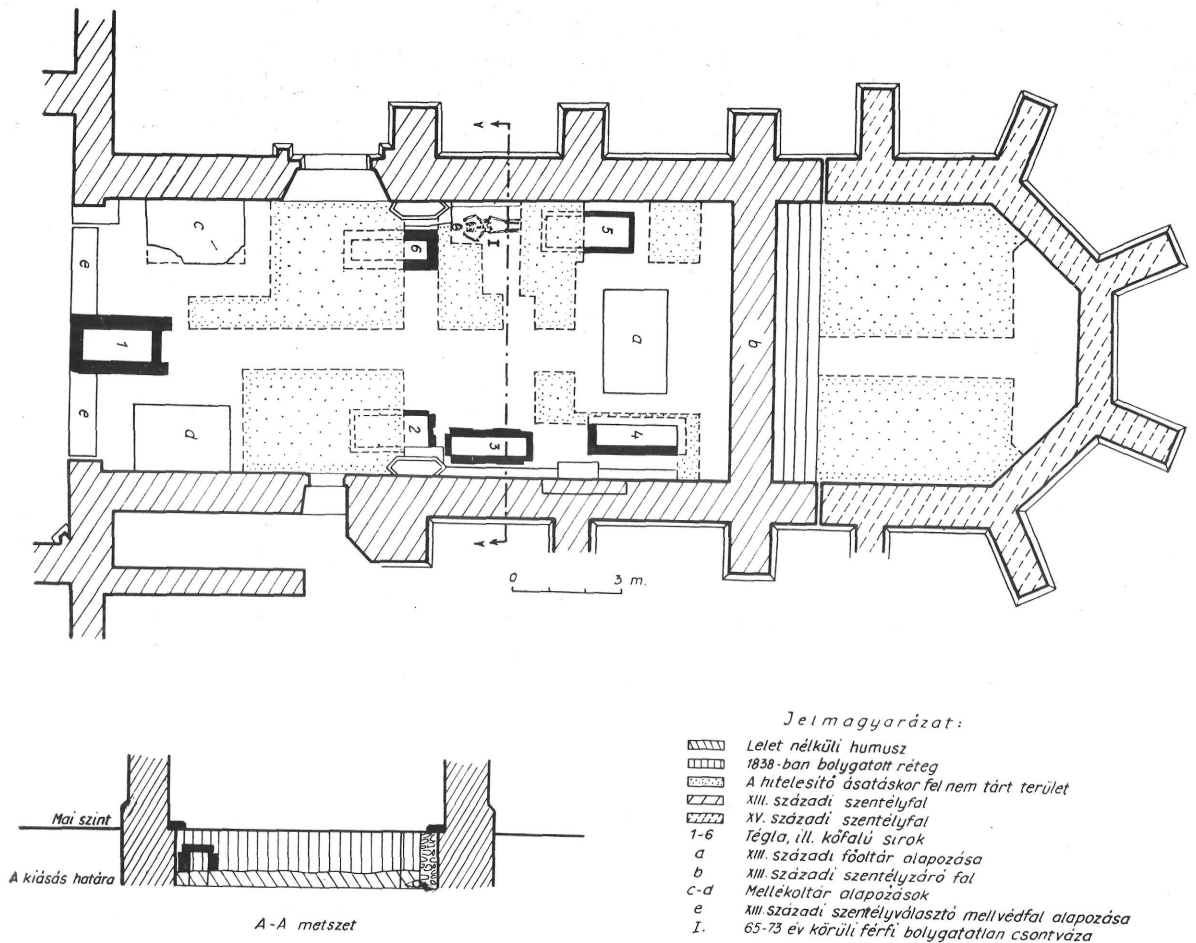 A
c
I
5
6
e
1
a
b
e
d
2
3
4
A
0 3 m.
Jelmagyarázat:
Lelet nélküli humusz
1838-ban bolygatott réteg
A hitelesítő ásatáskor fel nem tárt terület
XIII. századi szentélyfal
XV. századi szentélyfal
1-6 Tégla, ill. kőfalú sírok
a XIII. századi főoltár alapozása
b XIII. századi szentélyzáró fal
c-d Mellékoltár alapozások
e XIII. századi szentélyválasztó mellvédfal alapozása
I. 65-73 év körüli férfi bolygatatlan csontváza
Mai szint
A kiásás határa
A-A metszet